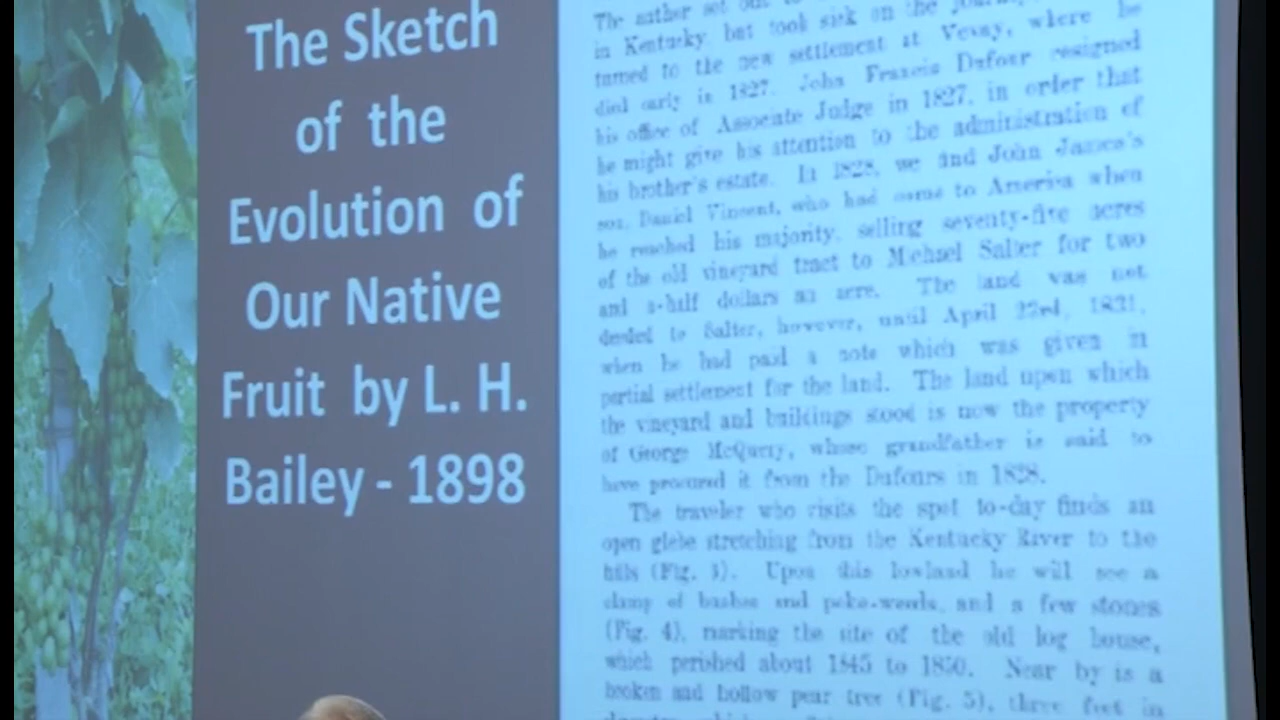 The Sketch
of the
Evolution of
Our Native
Fruit by L. H.
Bailey - 1898
The author set out to
in Kentucky but took sick on the
turned to the new settlement at Vevay, where he
died early in 1827. John Francis Dufour resigned
his office of Associate Judge in 1827, in order that
he might give his attention to the administration of
his brother's estate. In 1828, we find John James's
son, Daniel Vincent, who had come to America when
he reached his majority, selling seventy-five acres
of the old vineyard tract to Michael Salter for two
and a-half dollars an acre. The land was not
deeded to Salter, however, until April 1831,
when he had paid a note which was given in
partial settlement for the land. The land upon which
the vineyard and buildings stood is now the property
of George McQuery, whose grandfather is said to
have procured it from the Dufours in 1828.
The traveler who visits the spot to-day finds an
open glebe stretching from the Kentucky River to the
hills (Fig. 3). Upon this lowland he will see a
clump of bushes and poke-weeds, and a few stones
(Fig. 4), marking the site of the old log house,
which perished about 1845 to 1850. Near by is a
broken and hollow pear tree (Fig. 5), three feet in